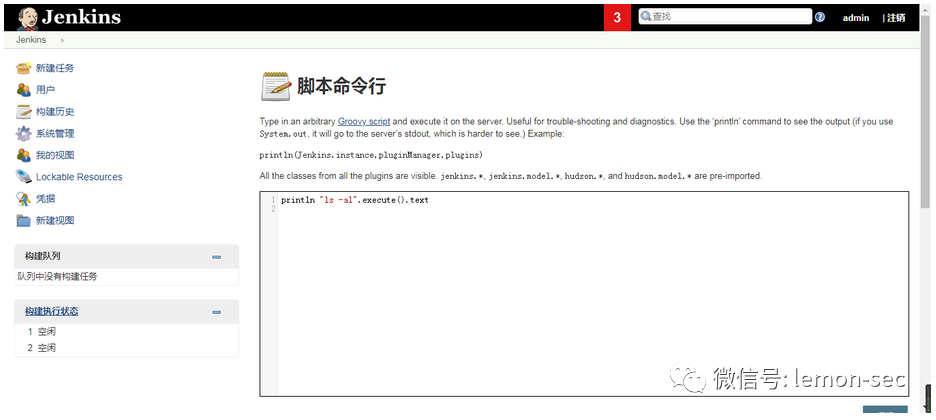 Jenkins
3
查找
admin
| 注销
Jenkins
新建任务
用户
构建历史
系统管理
我的视图
Lockable Resources
凭据
新建视图
构建队列
队列中没有构建任务
构建执行状态
1 空闲
2 空闲
脚本命令行
Type in an arbitrary Groovy script and execute it on the server. Useful for trouble-shooting and diagnostics. Use the 'println' command to see the output (if you use
System.out, it will go to the server's stdout, which is harder to see.) Example:
println(Jenkins.instance.pluginManager.plugins)
All the classes from all the plugins are visible. jenkins.*, jenkins.model.*, hudson.*, and hudson.model.* are pre-imported.
1 println "ls -al".execute().text
2
微信号: lemon-sec